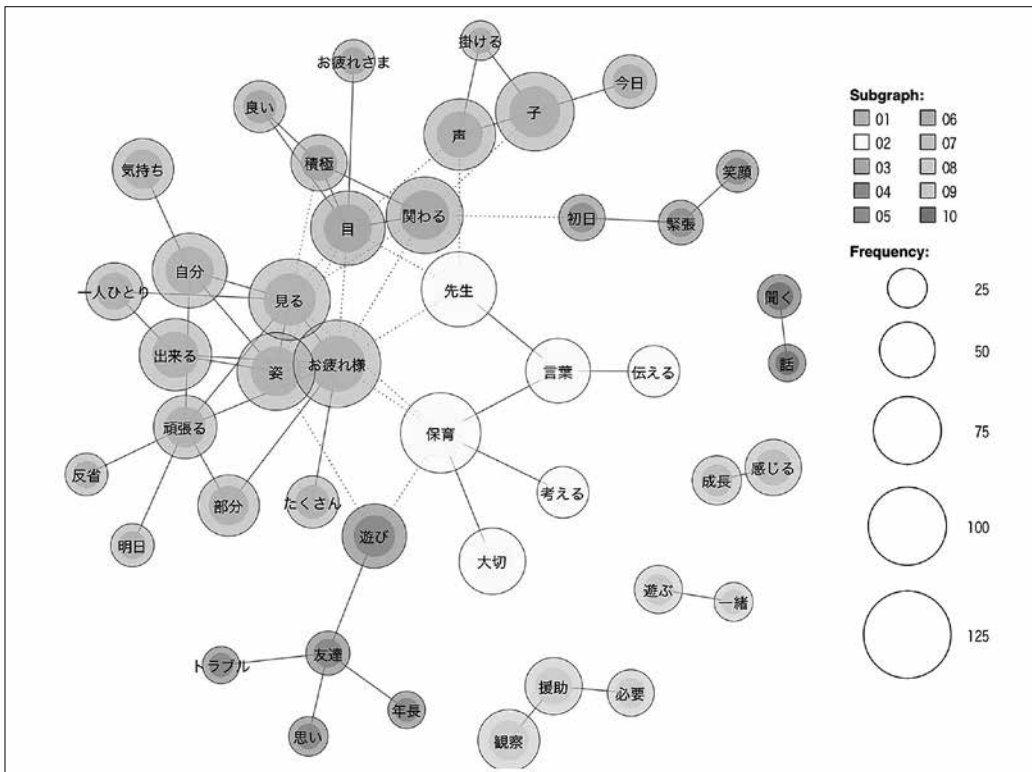 お疲れさま
掛ける
良い
今日
子
声
積極
気持ち
笑顔
関わる
目
初日
緊張
自分
一人ひとり
見る
先生
聞く
出来る
お疲れ様
話
姿
言葉
伝える
頑張る
保育
反省
成長
感じる
部分
たくさん
考える
明日
遊び
大切
遊ぶ
一緒
トラブル
友達
援助
必要
年長
思い
観察
Subgraph:
01
06
02
07
03
08
04
09
05
10
Frequency:
25
50
75
100
125